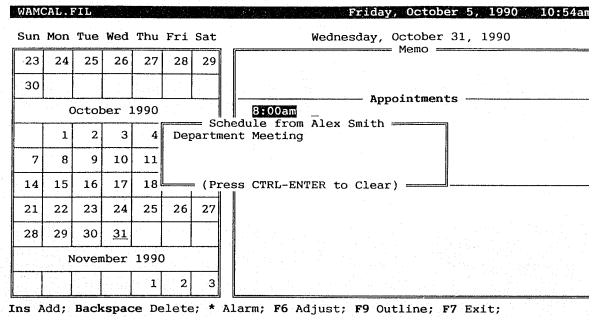 WAMCAL.FIL Friday, October 5, 1990 10:54am
Sun Mon Tue Wed Thu Fri Sat Wednesday, October 31, 1990
Memo
23 24 25 26 27 28 29
30
Appointments
October 1990
8:00am
Schedule from Alex Smith
1 2 3 4
Department Meeting
7 8 9 10 11
14 15 16 17 18
(Press CTRL-ENTER to Clear)
21 22 23 24 25 26 27
28 29 30 31
November 1990
1 2 3
Ins Add; Backspace Delete; * Alarm; F6 Adjust; F9 Outline; F7 Exit;